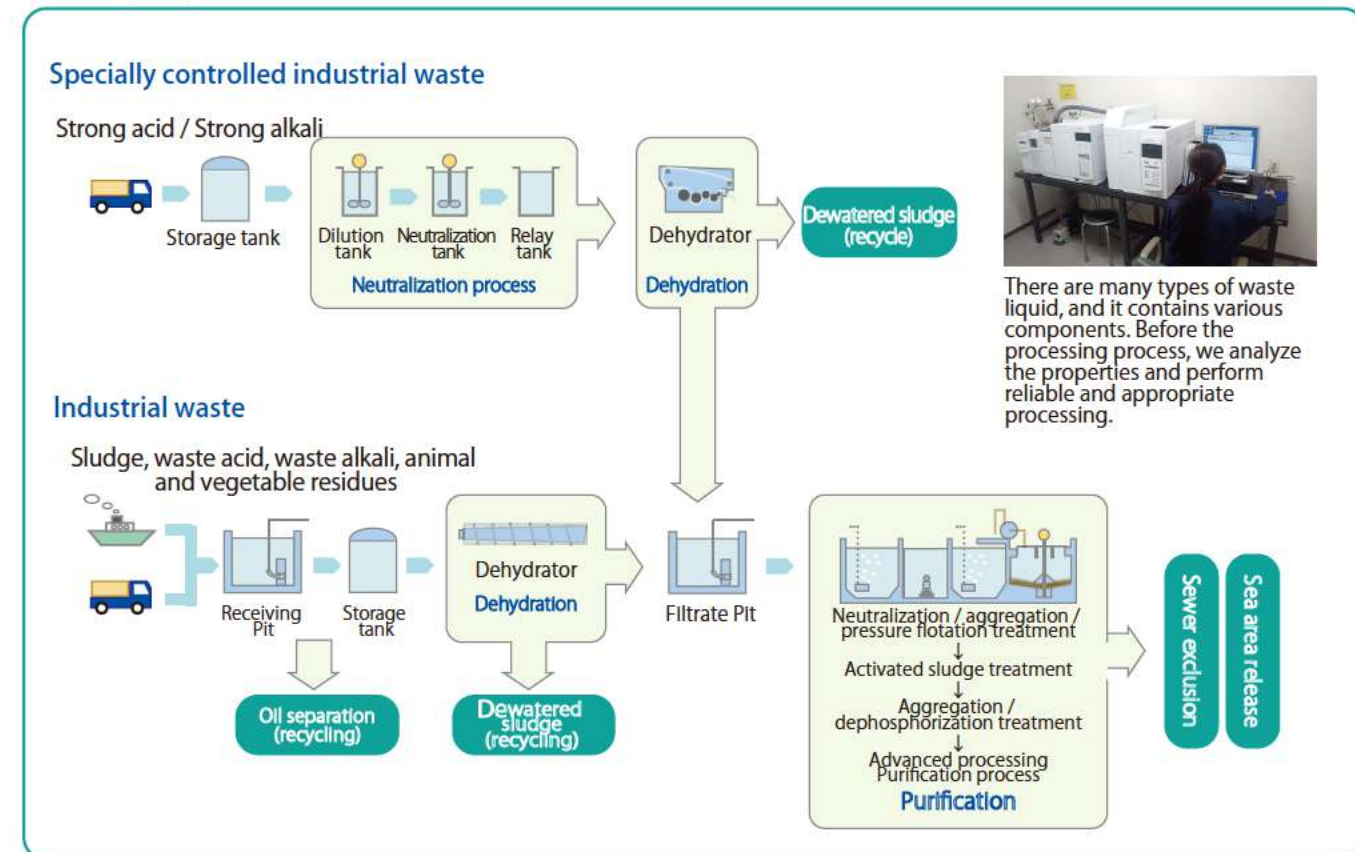 Specially controlled industrial waste
Strong acid / Strong alkali
Storage tank
Dilution
tank
Neutralization
tank
Relay
tank
Neutralization process
Dehydrator
Dehydration
Dewatered sludge
(recycle)
There are many types of waste
liquid, and it contains various
components. Before the
processing process, we analyze
the properties and perform
reliable and appropriate
processing.
Industrial waste
Sludge, waste acid, waste alkali, animal
and vegetable residues
Receiving
Pit
Storage
tank
Dehydrator
Dehydration
Filtrate Pit
Oil separation
(recycling)
Dewatered
sludge
(recycling)
Neutralization / aggregation /
pressure flotation treatment
↓
Activated sludge treatment
↓
Aggregation /
dephosphorization treatment
↓
Advanced processing
Purification process
Purification
Sewer exclusion
Sea area release